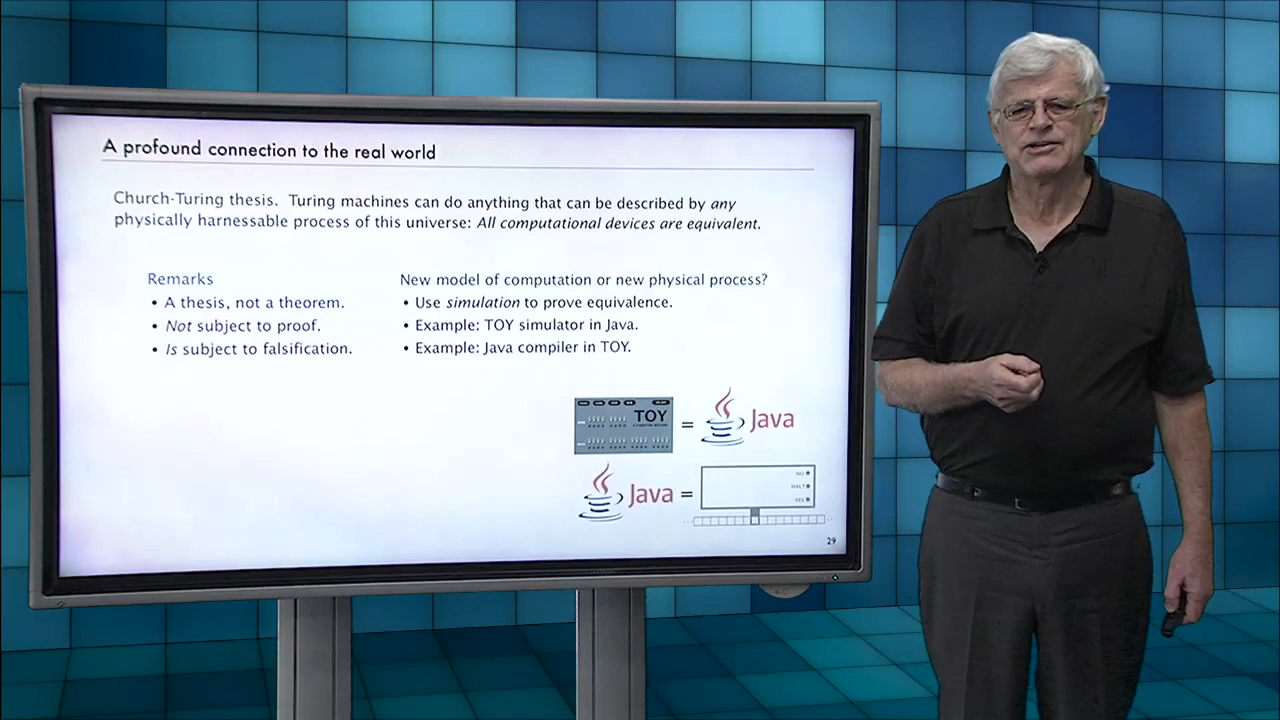 A profound connection to the real world
Church-Turing thesis. Turing machines can do anything that can be described by any
physically harnessable process of this universe: All computational devices are equivalent.
Remarks
• A thesis, not a theorem.
• Not subject to proof.
• Is subject to falsification.
New model of computation or new physical process?
• Use simulation to prove equivalence.
• Example: TOY simulator in Java.
• Example: Java compiler in TOY.
TOY
= Java
Java =
NO
HALT
YES
29